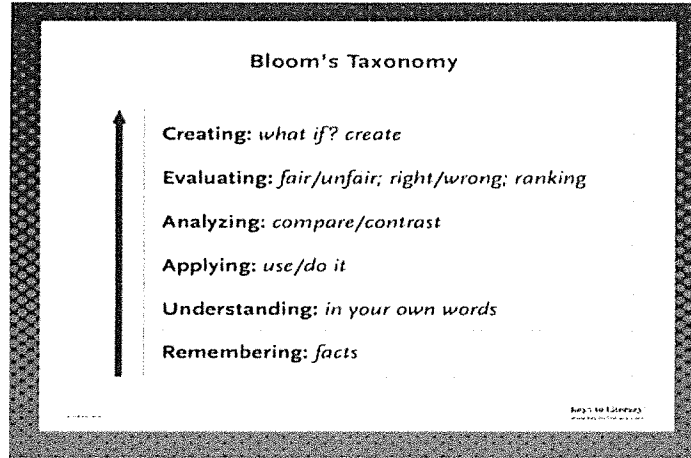 Bloom's Taxonomy
Creating: what if? create
Evaluating: fair/unfair; right/wrong; ranking
Analyzing: compare/contrast
Applying: use/do it
Understanding: in your own words
Remembering: facts
Keys to Literacy